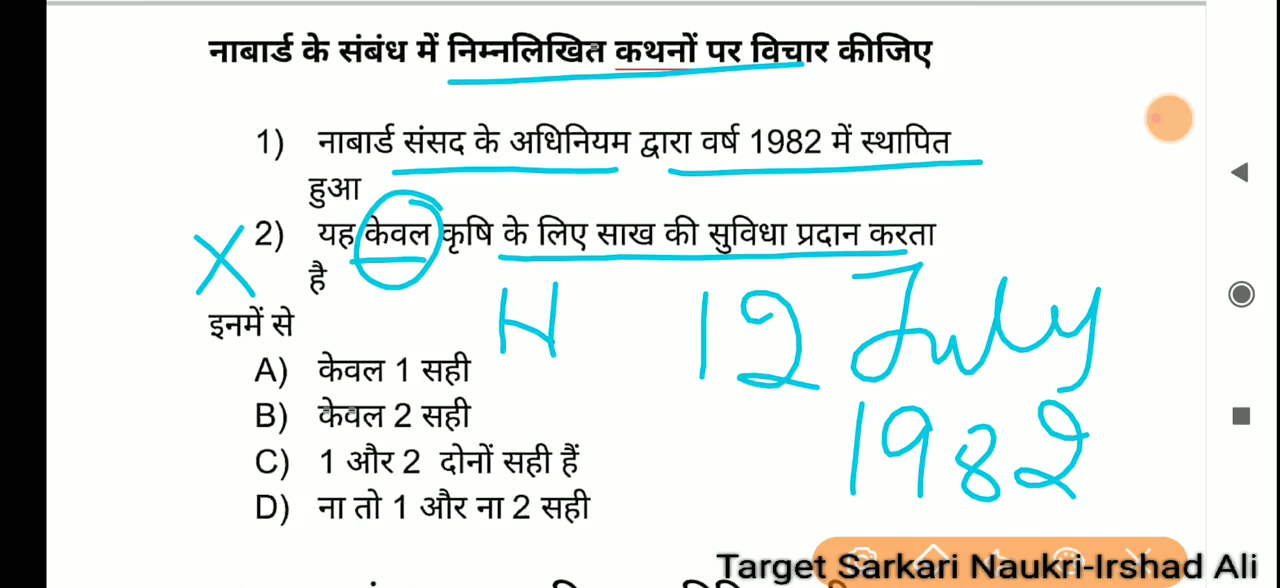 नाबार्ड के संबंध में निम्नलिखित कथनों पर विचार कीजिए
1) नाबार्ड संसद के अधिनियम द्वारा वर्ष 1982 में स्थापित
हुआ
2) यह केवल कृषि के लिए साख की सुविधा प्रदान करता
है
इनमें से
H 12 July
1982
A) केवल 1 सही
B) केवल 2 सही
C) 1 और 2 दोनों सही हैं
D) ना तो 1 और ना 2 सही
Target Sarkari Naukri-Irshad Ali